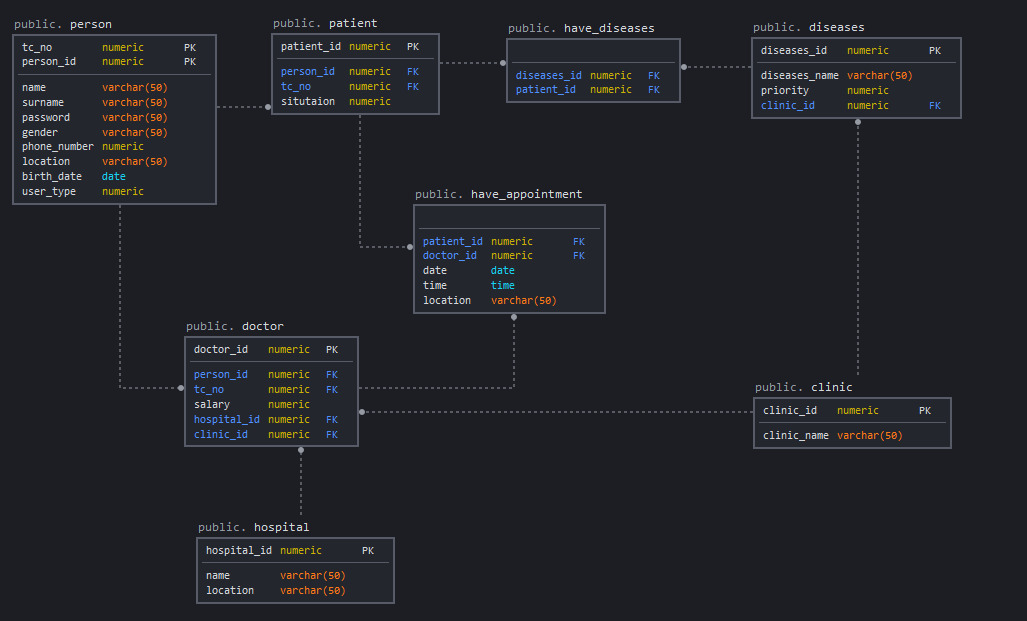 public. person
tc_no numeric PK
person_id numeric PK
name varchar(50)
surname varchar(50)
password varchar(50)
gender varchar(50)
phone_number numeric
location varchar(50)
birth_date date
user_type numeric
public. patient
patient_id numeric PK
person_id numeric FK
tc_no numeric FK
situtaion numeric
public. have_diseases
diseases_id numeric FK
patient_id numeric FK
public. diseases
diseases_id numeric PK
diseases_name varchar(50)
priority numeric
clinic_id numeric FK
public. have_appointment
patient_id numeric FK
doctor_id numeric FK
date date
time time
location varchar(50)
public. doctor
doctor_id numeric PK
person_id numeric FK
tc_no numeric FK
salary numeric
hospital_id numeric FK
clinic_id numeric FK
public. clinic
clinic_id numeric PK
clinic_name varchar(50)
public. hospital
hospital_id numeric PK
name varchar(50)
location varchar(50)